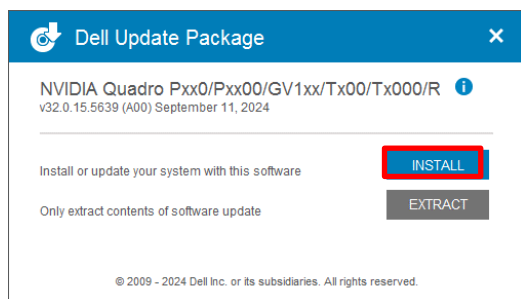 Dell Update Package
NVIDIA Quadro Pxx0/Pxx00/GV1xx/Tx00/Tx000/R
v32.0.15.5639 (A00) September 11, 2024
Install or update your system with this software
INSTALL
Only extract contents of software update
EXTRACT
© 2009 - 2024 Dell Inc. or its subsidiaries. All rights reserved.